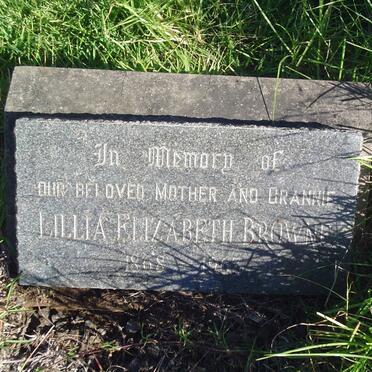 In Memory of
OUR BELOVED MOTHER AND GRANNIE
LILLIA ELIZABETH BROWNE